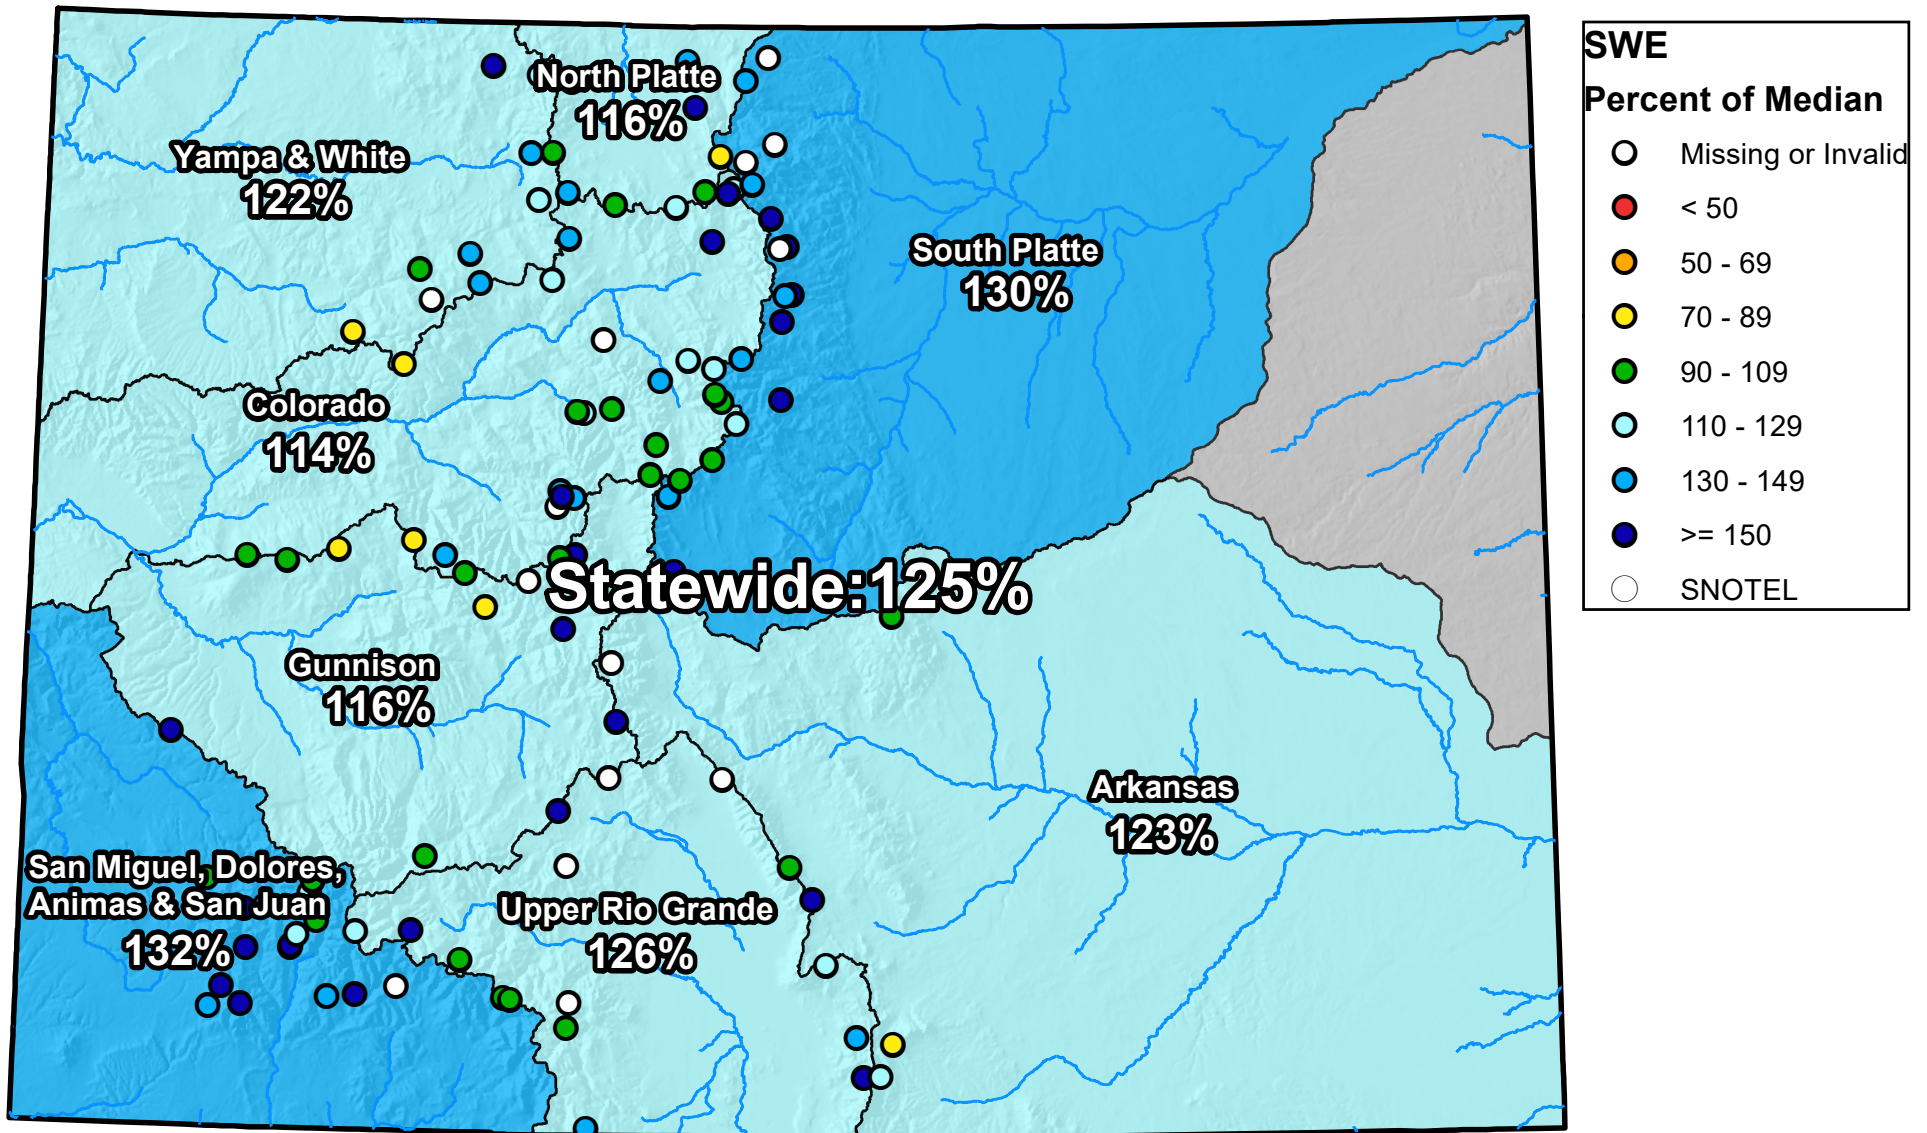 North Platte
116%
Yampa & White
122%
South Platte
130%
Colorado
114%
Statewide:125%
Gunnison
116%
Arkansas
123%
San Miguel, Dolores,
Animas & San Juan
132%
Upper Rio Grande
126%
SWE
Percent of Median
Missing or Invalid
< 50
50 - 69
70 - 89
90 - 109
110 - 129
130 - 149
>= 150
SNOTEL